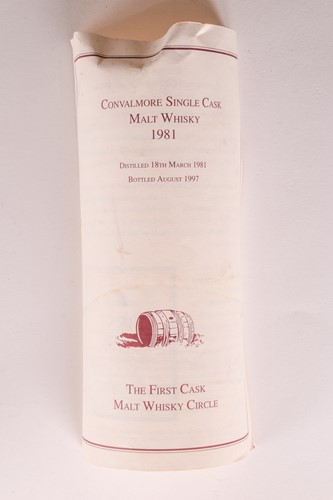 Convalmore Single Cask
Malt Whisky
1981
Distilled 18th March 1981
Bottled August 1997
The First Cask
Malt Whisky Circle